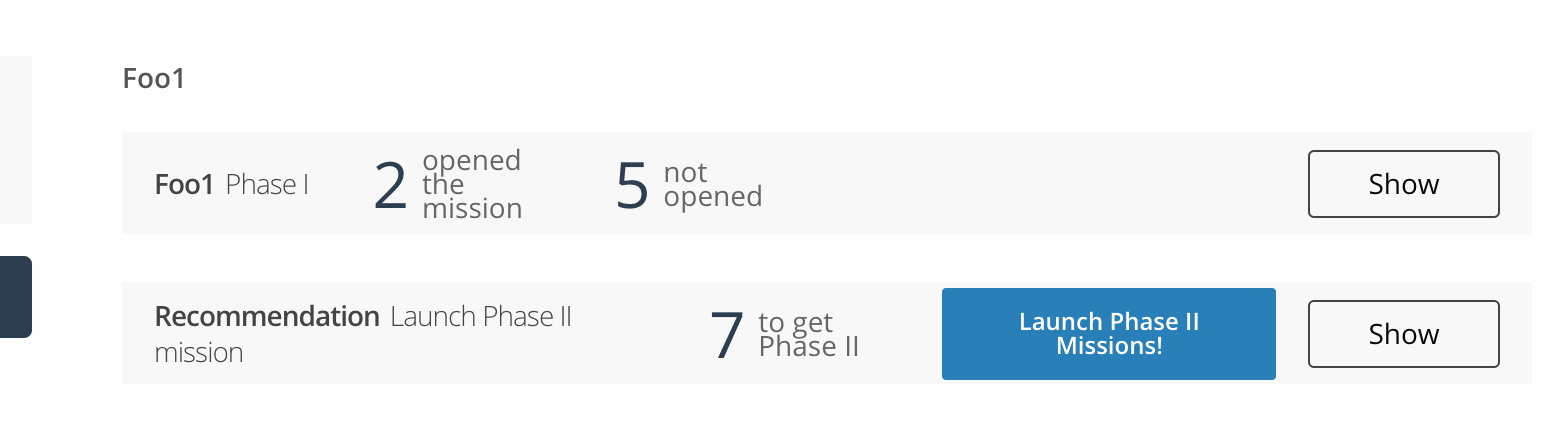 Foo1
Foo1 Phase I
2
opened
the
mission
5
not
opened
Show
Recommendation Launch Phase II
mission
7
to get
Phase II
Launch Phase II
Missions!
Show